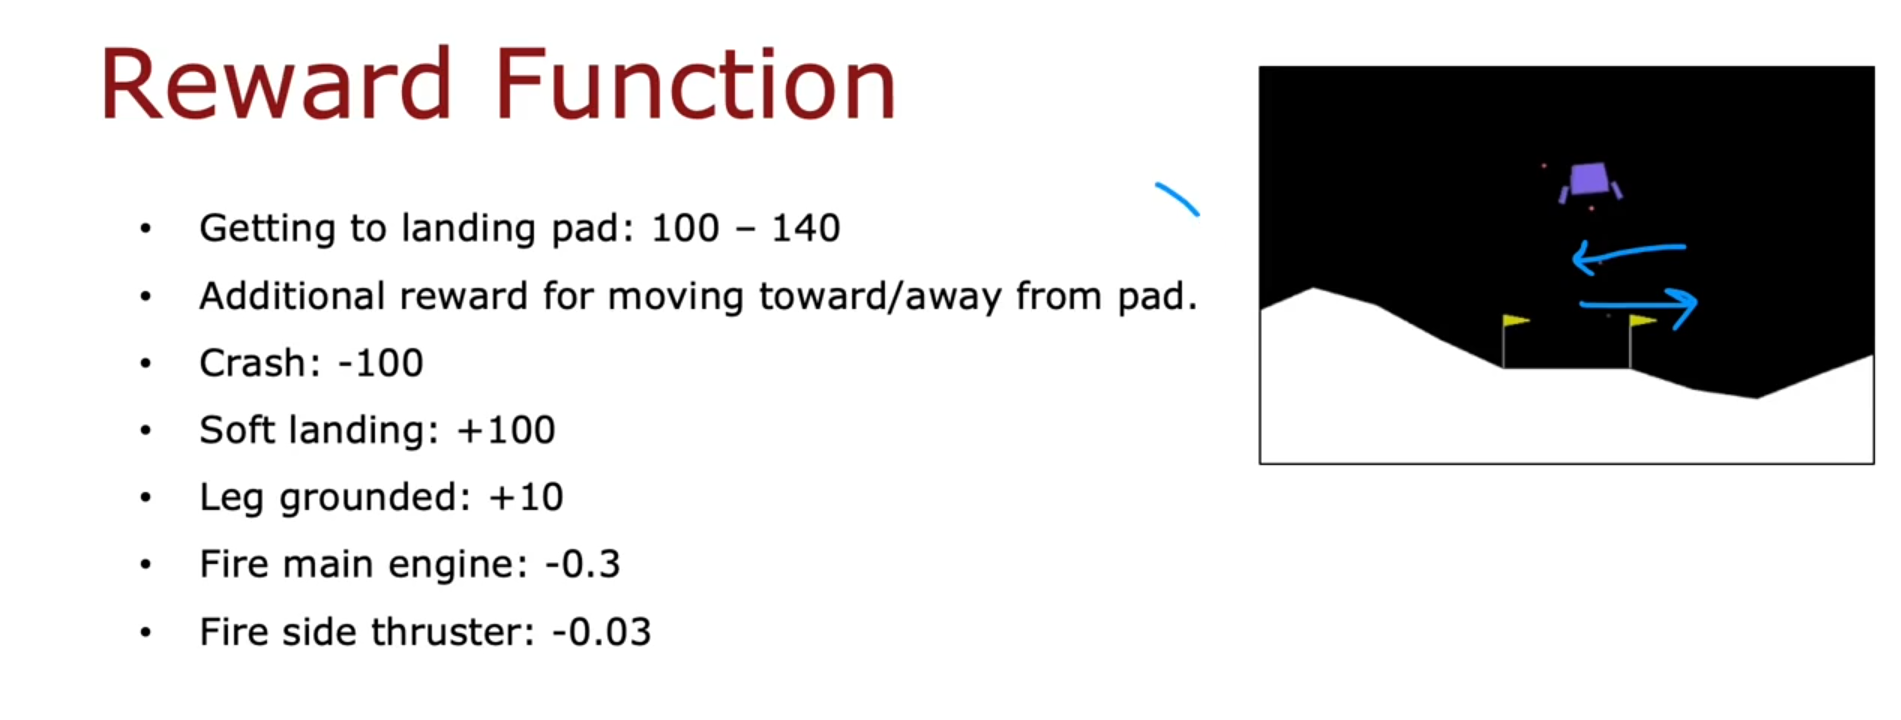 Reward Function
• Getting to landing pad: 100 – 140
• Additional reward for moving toward/away from pad.
• Crash: -100
• Soft landing: +100
• Leg grounded: +10
• Fire main engine: -0.3
• Fire side thruster: -0.03